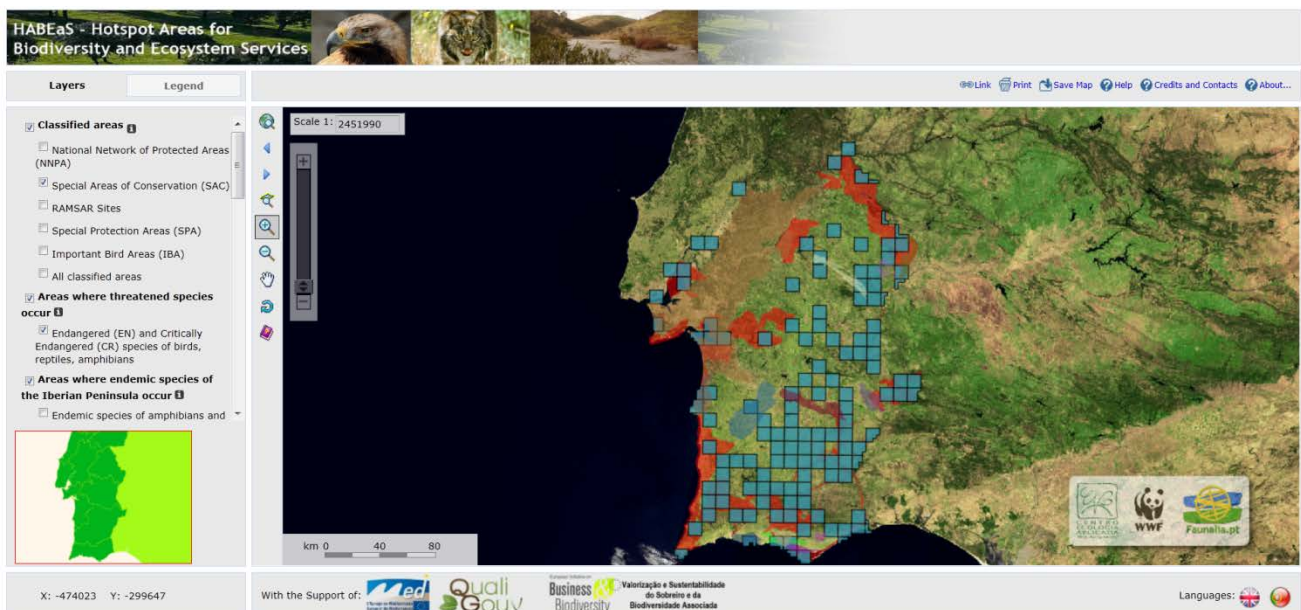 HABEaS - Hotspot Areas for
Biodiversity and Ecosystem Services
Layers
Legend
Link Print Save Map Help Credits and Contacts About...
Classified areas
National Network of Protected Areas
(NNPA)
Special Areas of Conservation (SAC)
RAMSAR Sites
Special Protection Areas (SPA)
Important Bird Areas (IBA)
All classified areas
Areas where threatened species
occur
Endangered (EN) and Critically
Endangered (CR) species of birds,
reptiles, amphibians
Areas where endemic species of
the Iberian Peninsula occur
Endemic species of amphibians and
Scale 1: 2451990
km 0 40 80
CENTRO
ECOLOGIA
APLICADA
WWF
Faunalia.pt
X: -474023 Y: -299647
With the Support of:
Med
Quali
Gouv
Business &
Biodiversity
Valorização e Sustentabilidade
do Sobreiro e da
Biodiversidade Associada
Languages: